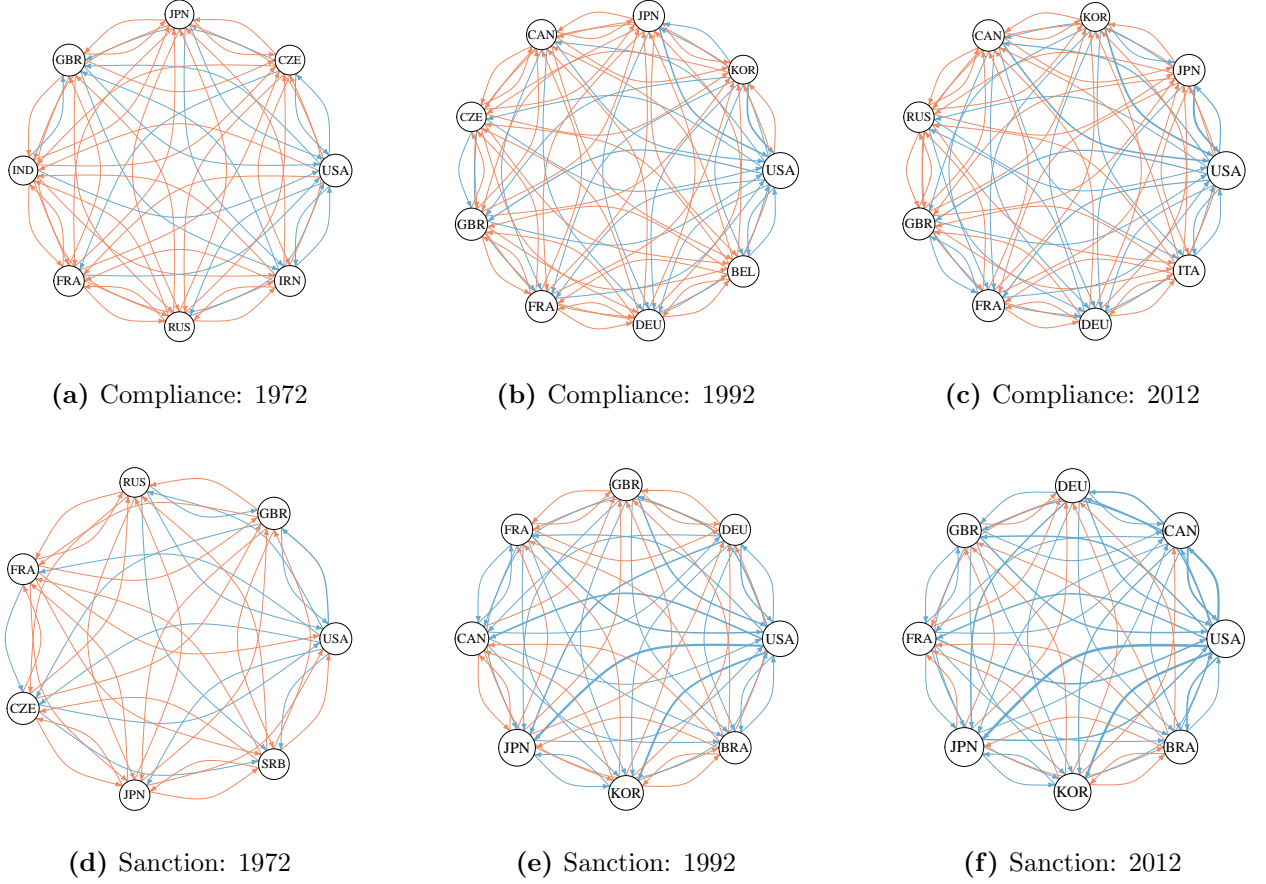 JPN
GBR CZE
IND USA
FRA IRN
RUS
(a) Compliance: 1972
JPN
CAN
KOR
CZE
USA
GBR
BEL
FRA
DEU
(b) Compliance: 1992
KOR
CAN
JPN
RUS
USA
GBR
ITA
FRA
DEU
(c) Compliance: 2012
RUS
GBR
FRA
USA
CZE
SRB
JPN
(d) Sanction: 1972
GBR
FRA DEU
CAN USA
JPN BRA
KOR
(e) Sanction: 1992
DEU
GBR CAN
FRA USA
JPN BRA
KOR
(f) Sanction: 2012